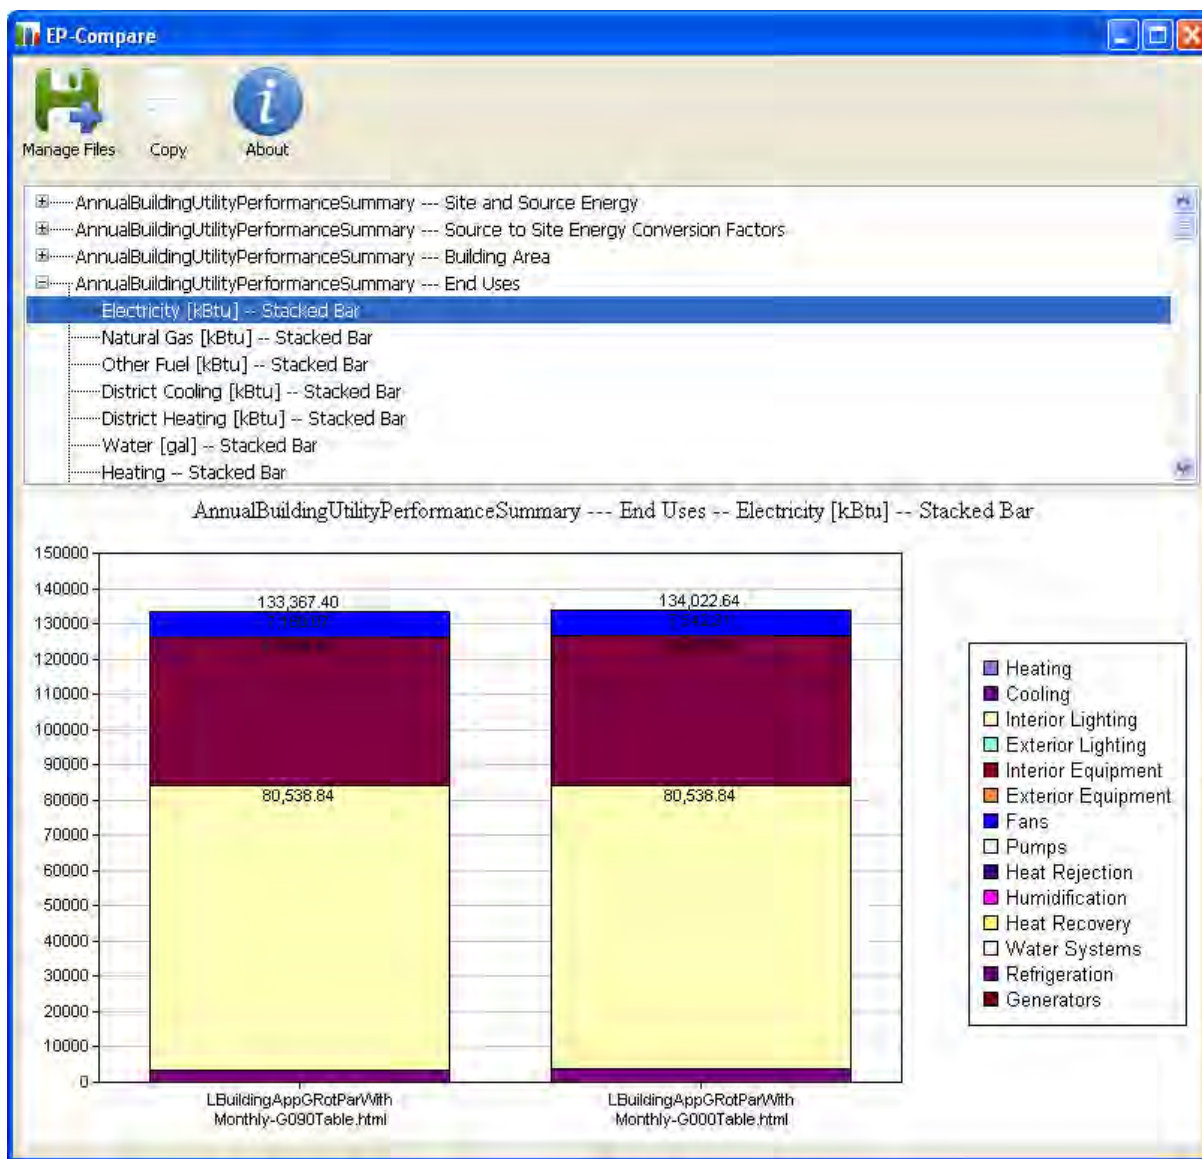 EP-Compare
Manage Files
Copy
About
AnnualBuildingUtilityPerformanceSummary --- Site and Source Energy
AnnualBuildingUtilityPerformanceSummary --- Source to Site Energy Conversion Factors
AnnualBuildingUtilityPerformanceSummary --- Building Area
AnnualBuildingUtilityPerformanceSummary --- End Uses
Electricity [kBtu] -- Stacked Bar
Natural Gas [kBtu] -- Stacked Bar
Other Fuel [kBtu] -- Stacked Bar
District Cooling [kBtu] -- Stacked Bar
District Heating [kBtu] -- Stacked Bar
Water [gal] -- Stacked Bar
Heating -- Stacked Bar
AnnualBuildingUtilityPerformanceSummary --- End Uses -- Electricity [kBtu] -- Stacked Bar
150000
140000
130000
120000
110000
100000
90000
80000
70000
60000
50000
40000
30000
20000
10000
0
133,367.40
134,022.64
80,538.84
80,538.84
LBuildingAppGRotParWith
Monthly-G090Table.html
LBuildingAppGRotParWith
Monthly-G000Table.html
Heating
Cooling
Interior Lighting
Exterior Lighting
Interior Equipment
Exterior Equipment
Fans
Pumps
Heat Rejection
Humidification
Heat Recovery
Water Systems
Refrigeration
Generators